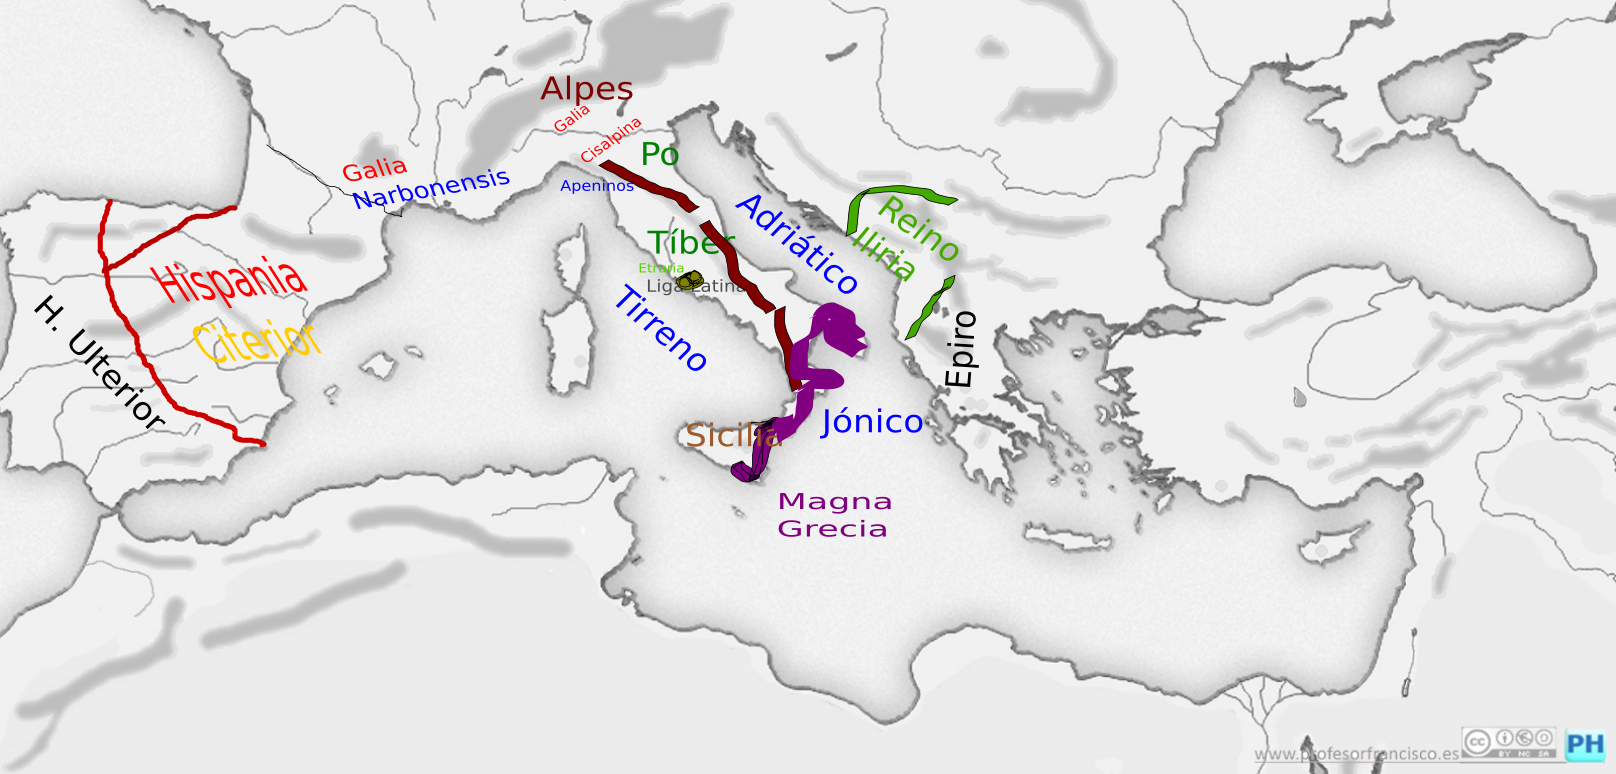 Alpes
Galia
Cisalpina
Po
Galia
Narbonensis
Apeninos
Adriático
Reino
Iliria
Tíber
Etruria
Liga Latina
Hispania
Citerior
H. Ulterior
Tirreno
Epiro
Sicilia
Jónico
Magna
Grecia
www.profesorfrancisco.es
cc
BY NC SA
PH